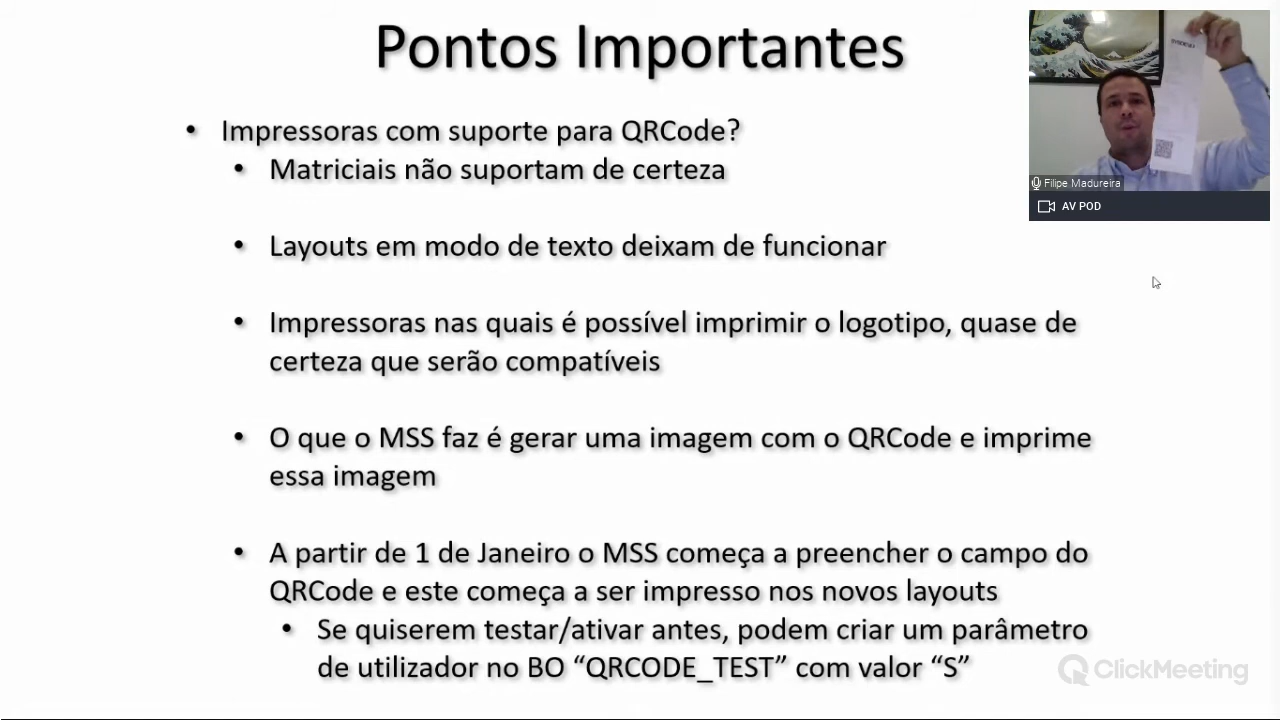 Pontos Importantes
• Impressoras com suporte para QRCode?
• Matriciais não suportam de certeza
• Layouts em modo de texto deixam de funcionar
• Impressoras nas quais é possível imprimir o logotipo, quase de
certeza que serão compatíveis
• O que o MSS faz é gerar uma imagem com o QRCode e imprime
essa imagem
• A partir de 1 de Janeiro o MSS começa a preencher o campo do
QRCode e este começa a ser impresso nos novos layouts
• Se quiserem testar/ativar antes, podem criar um parâmetro
de utilizador no BO “QRCODE_TEST” com valor “S”
Filipe Madureira
AV POD
ClickMeeting